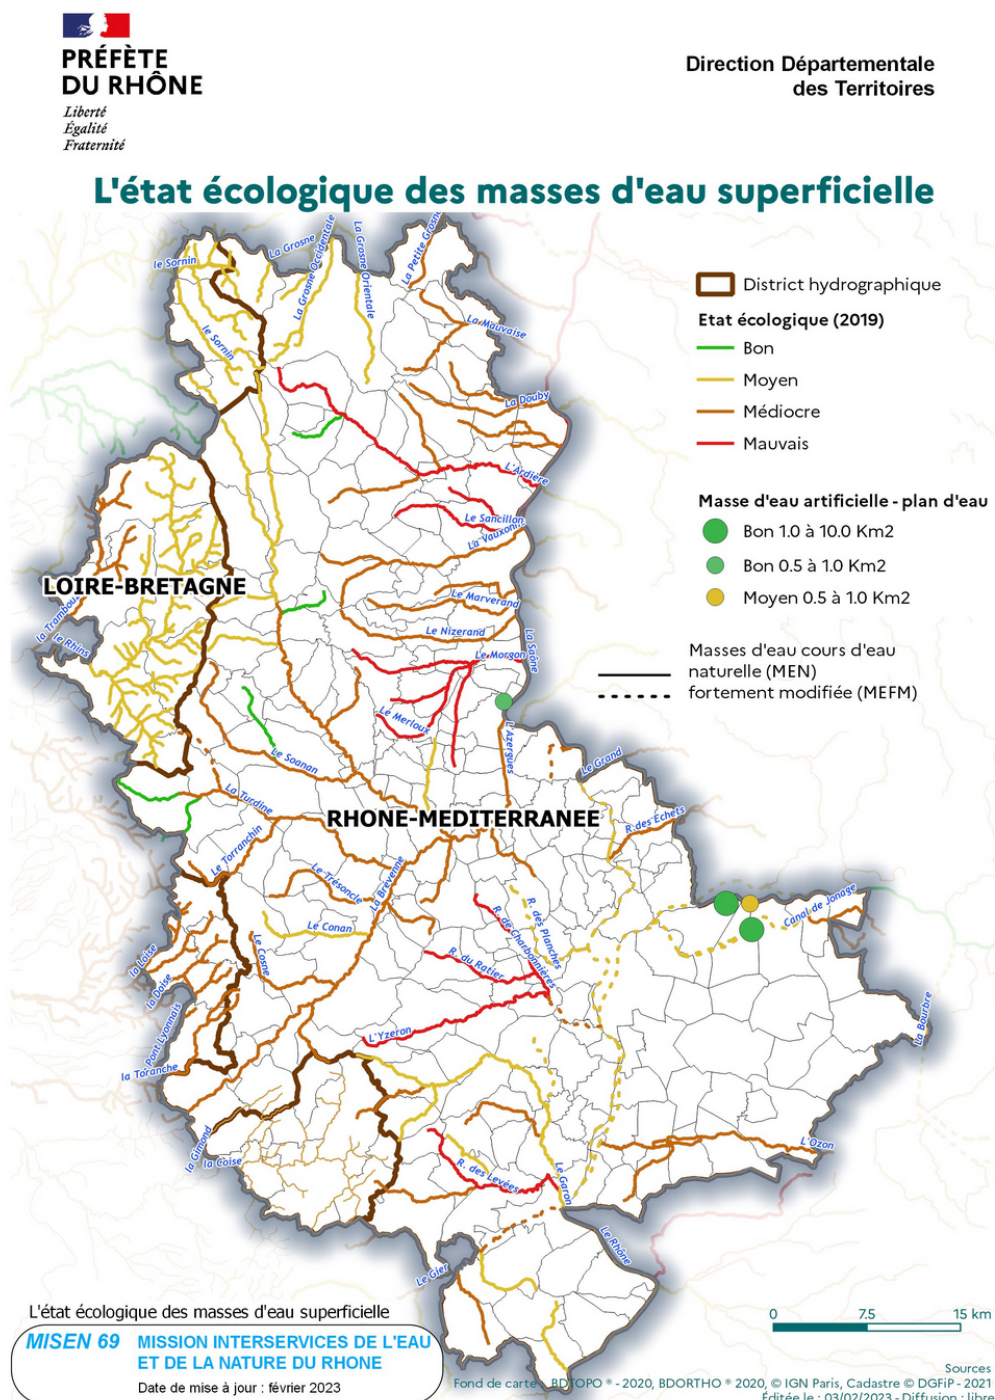 PRÉFÈTE
DU RHÔNE
Liberté
Égalité
Fraternité
Direction Départementale
des Territoires
L'état écologique des masses d'eau superficielle
District hydrographique
Etat écologique (2019)
Bon
Moyen
Médiocre
Mauvais
Masse d'eau artificielle - plan d'eau
Bon 1.0 à 10.0 Km2
Bon 0.5 à 1.0 Km2
Moyen 0.5 à 1.0 Km2
Masses d'eau cours d'eau
naturelle (MEN)
fortement modifiée (MEFM)
le Sornin
La Grosne
La Grosne Occidentale
La Grosne Orientale
La Petite Grosne
La Mauvaise
le Sornin
La Douby
L'Ardière
Le Sancillon
La Vauxonne
LOIRE-BRETAGNE
la Trambouze
le Rhins
Le Marverand
Le Nizerand
La Saône
Le Morgon
Le Merloux
L'Azergues
Le Soanan
Le Grand
La Turdine
RHONE-MEDITERRANEE
R. des Echets
Le Torranchin
Le Trésoncle
La Brévenne
Le Conan
R. de Charbonnières
R. des Planches
Canal de Jonage
Le Cosne
la Loise
la Doise
R. du Ratier
Pont Lyonnais
L'Yzeron
La Bourbre
la Toranche
la Gimond
la Coise
R. des Levées
Le Garon
L'Ozon
Le Rhône
Le Gier
L'état écologique des masses d'eau superficielle
MISEN 69
MISSION INTERSERVICES DE L'EAU
ET DE LA NATURE DU RHONE
Date de mise à jour : février 2023
0 7.5 15 km
Sources
Fond de carte BDTOPO ® - 2020, BDORTHO ® 2020, © IGN Paris, Cadastre © DGFiP - 2021
Éditée le : 03/02/2023 - Diffusion : libre